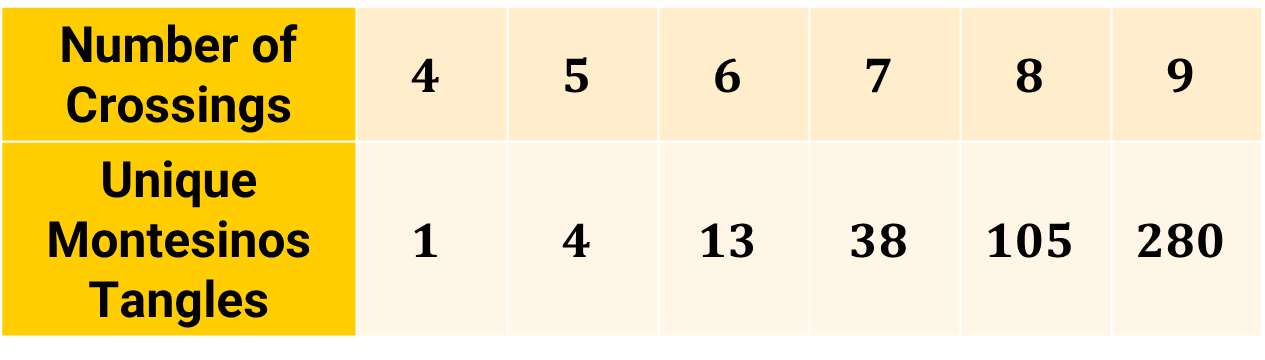 Number of
Crossings
4 5 6 7 8 9
Unique
Montesinos
Tangles
1 4 13 38 105 280